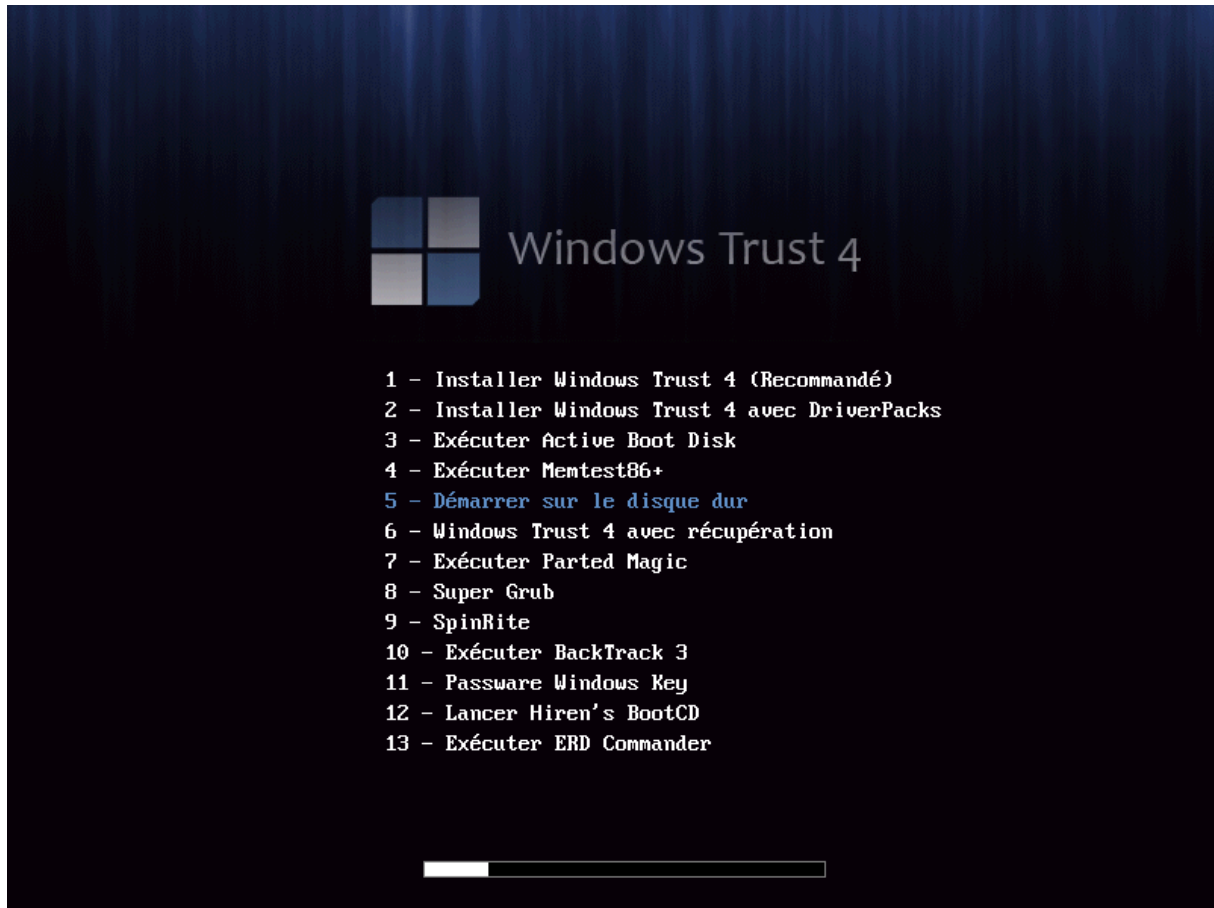 Windows Trust 4
1 - Installer Windows Trust 4 (Recommandé)
2 - Installer Windows Trust 4 avec DriverPacks
3 - Exécuter Active Boot Disk
4 - Exécuter Memtest86+
5 - Démarrer sur le disque dur
6 - Windows Trust 4 avec récupération
7 - Exécuter Parted Magic
8 - Super Grub
9 - SpinRite
10 - Exécuter BackTrack 3
11 - Passware Windows Key
12 - Lancer Hiren's BootCD
13 - Exécuter ERD Commander